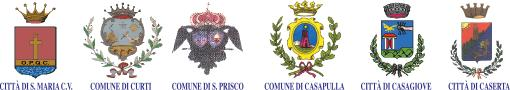 O.P.Q.C.
CITTÀ DI S. MARIA C.V.
COMUNE DI CURTI
COMUNE DI S. PRISCO
COMUNE DI CASAPULLA
CITTÀ DI CASAGIOVE
CITTÀ DI CASERTA